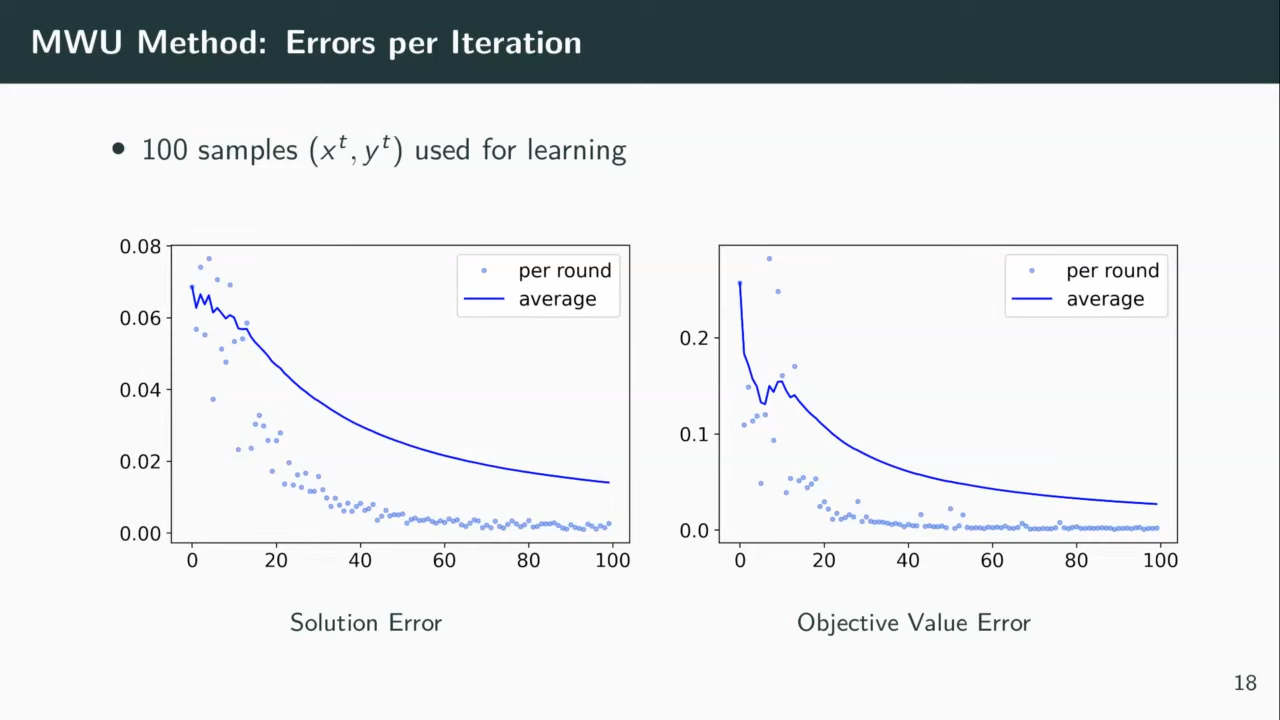 MWU Method: Errors per Iteration
• 100 samples (x^t, y^t) used for learning
0.08
0.06
0.04
0.02
0.00
per round
average
0 20 40 60 80 100
Solution Error
0.2
0.1
0.0
per round
average
0 20 40 60 80 100
Objective Value Error
18